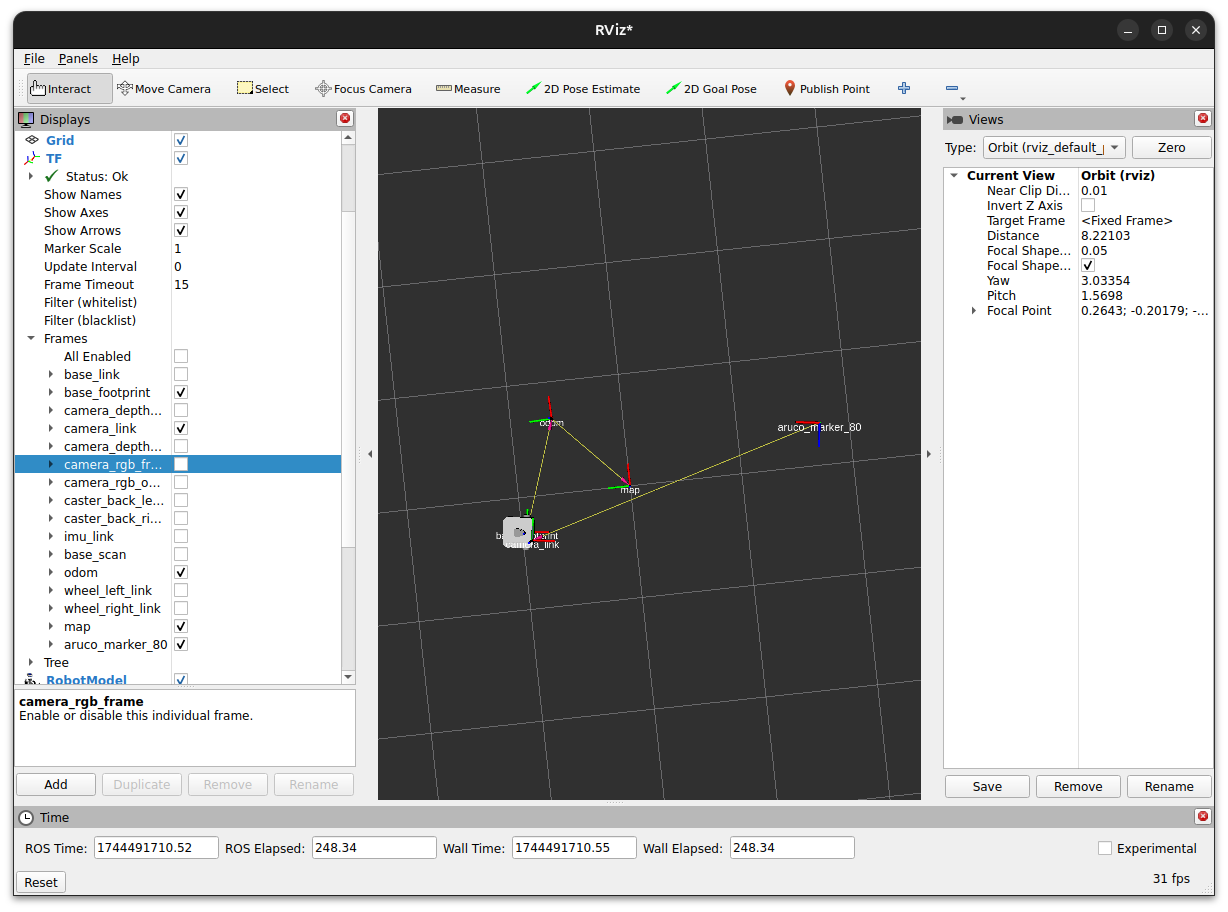 RViz*
File Panels Help
Interact Move Camera Select Focus Camera Measure 2D Pose Estimate 2D Goal Pose Publish Point
Displays
Grid
TF
Status: Ok
Show Names
Show Axes
Show Arrows
Marker Scale 1
Update Interval 0
Frame Timeout 15
Filter (whitelist)
Filter (blacklist)
Frames
All Enabled
base_link
base_footprint
camera_depth...
camera_link
camera_depth...
camera_rgb_fr...
camera_rgb_o...
caster_back_le...
caster_back_ri...
imu_link
base_scan
odom
wheel_left_link
wheel_right_link
map
aruco_marker_80
Tree
RobotModel
camera_rgb_frame
Enable or disable this individual frame.
Add Duplicate Remove Rename
odom
aruco_marker_80
map
camera_link
Views
Type: Orbit (rviz_default_ Zero
Current View Orbit (rviz)
Near Clip Di... 0.01
Invert Z Axis
Target Frame <Fixed Frame>
Distance 8.22103
Focal Shape... 0.05
Focal Shape...
Yaw 3.03354
Pitch 1.5698
Focal Point 0.2643; -0.20179; -...
Save Remove Rename
Time
ROS Time: 1744491710.52 ROS Elapsed: 248.34 Wall Time: 1744491710.55 Wall Elapsed: 248.34 Experimental
Reset 31 fps